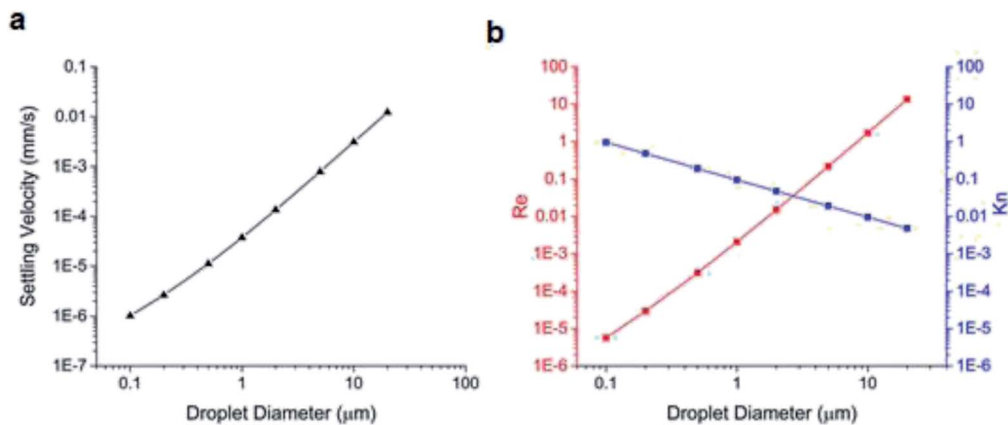 a
b
0.1
0.01
1E-3
1E-4
1E-5
1E-6
1E-7
Settling Velocity (mm/s)
0.1 1 10 100
Droplet Diameter (μm)
100
10
1
0.1
0.01
1E-3
1E-4
1E-5
1E-6
Re
100
10
1
0.1
0.01
1E-3
1E-4
1E-5
1E-6
Kn
0.1 1 10
Droplet Diameter (μm)